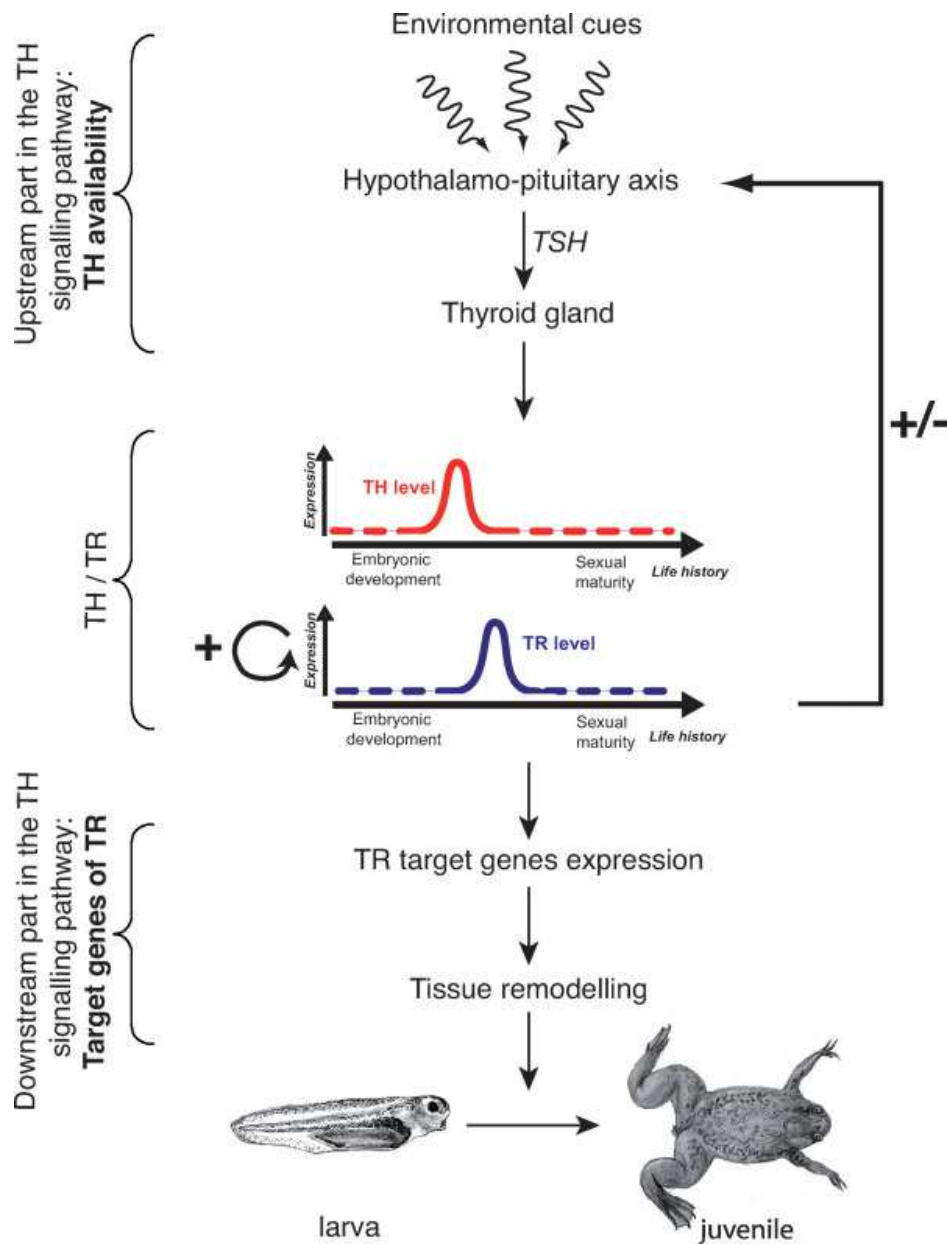 Environmental cues
Upstream part in the TH
signalling pathway:
TH availability
Hypothalamo-pituitary axis
TSH
Thyroid gland
+/-
TH / TR
Expression
TH level
Embryonic
development
Sexual
maturity
Life history
+
Expression
TR level
Embryonic
development
Sexual
maturity
Life history
Downstream part in the TH
signalling pathway:
Target genes of TR
TR target genes expression
Tissue remodelling
larva
juvenile